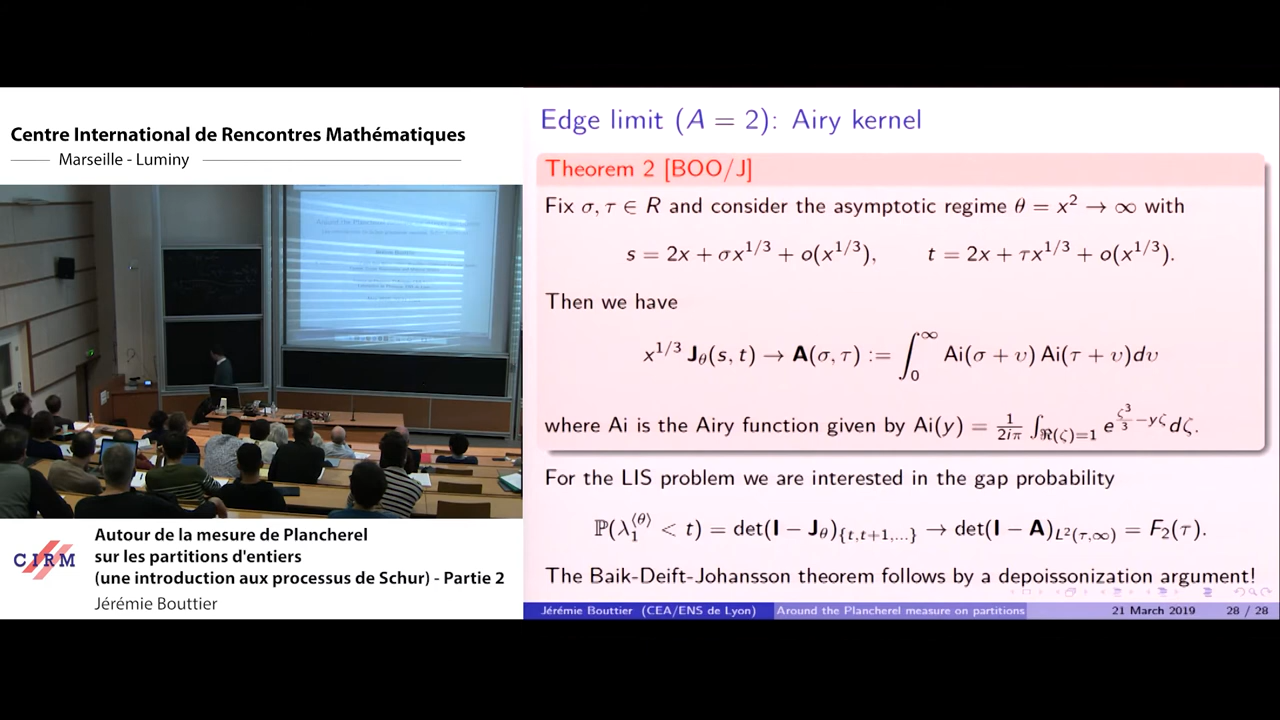 Centre International de Rencontres Mathématiques
Marseille - Luminy
CIRM
Autour de la mesure de Plancherel
sur les partitions d'entiers
(une introduction aux processus de Schur) - Partie 2
Jérémie Bouttier
Edge limit (A = 2): Airy kernel
Theorem 2 [BOO/J]
Fix σ, τ ∈ R and consider the asymptotic regime θ = x² → ∞ with
s = 2x + σx^{1/3} + o(x^{1/3}), t = 2x + τx^{1/3} + o(x^{1/3}).
Then we have
x^{1/3} J_θ(s, t) → A(σ, τ) := ∫_0^∞ Ai(σ + υ) Ai(τ + υ)dυ
where Ai is the Airy function given by Ai(y) = 1/(2iπ) ∫_{ℜ(ζ)=1} e^{ζ³/3 − yζ} dζ.
For the LIS problem we are interested in the gap probability
ℙ(λ_1^{⟨θ⟩} < t) = det(I − J_θ)_{{t,t+1,...}} → det(I − A)_{L²(τ,∞)} = F_2(τ).
The Baik-Deift-Johansson theorem follows by a depoissonization argument!
Jérémie Bouttier (CEA/ENS de Lyon) Around the Plancherel measure on partitions 21 March 2019 28 / 28